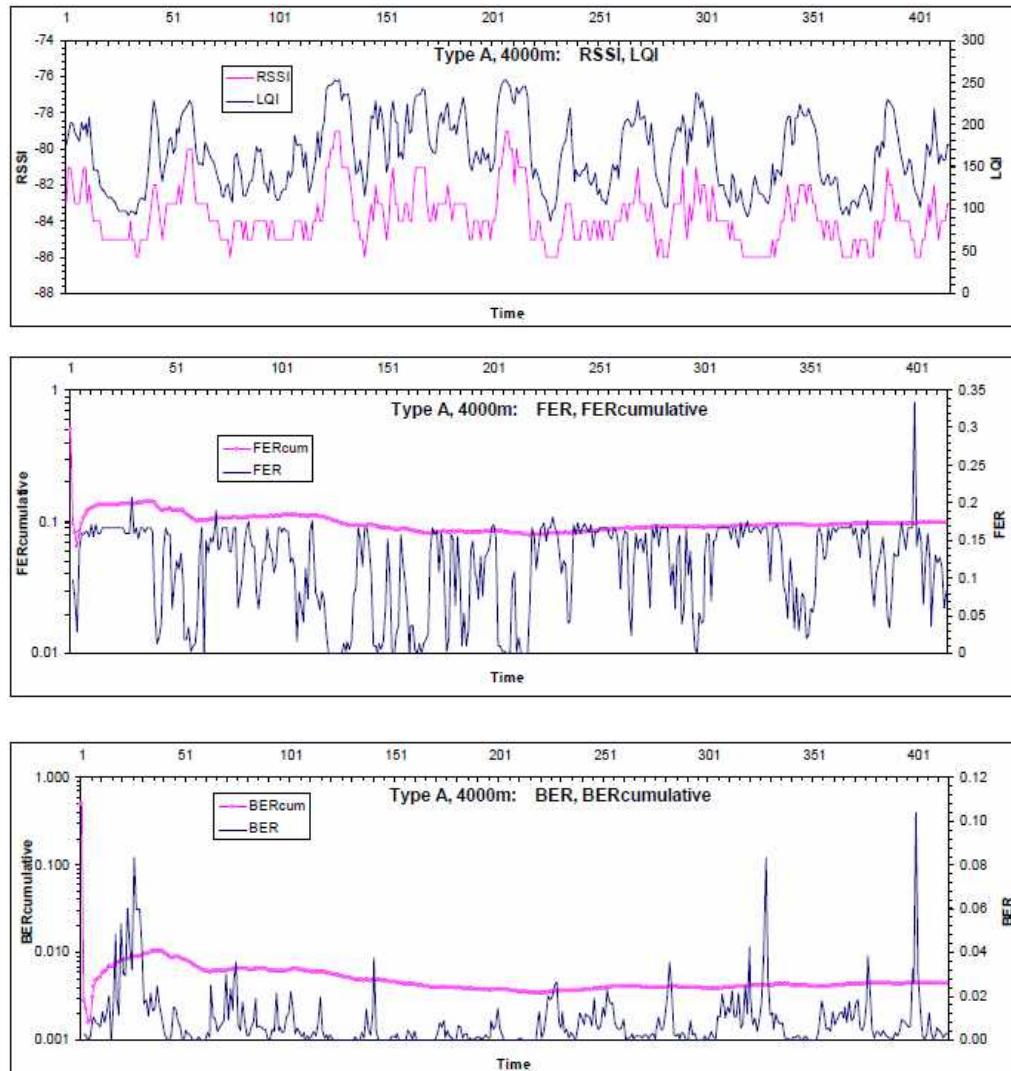 1 51 101 151 201 251 301 351 401
Type A, 4000m: RSSI, LQI
RSSI
LQI
-74
-76
-78
-80
-82
-84
-86
-88
RSSI
300
250
200
150
100
50
0
LQI
Time
1 51 101 151 201 251 301 351 401
Type A, 4000m: FER, FERcumulative
FERcum
FER
1
0.1
0.01
FERcumulative
0.35
0.3
0.25
0.2
0.15
0.1
0.05
0
FER
Time
1 51 101 151 201 251 301 351 401
Type A, 4000m: BER, BERcumulative
BERcum
BER
1.000
0.100
0.010
0.001
BERcumulative
0.12
0.10
0.08
0.06
0.04
0.02
0.00
BER
Time